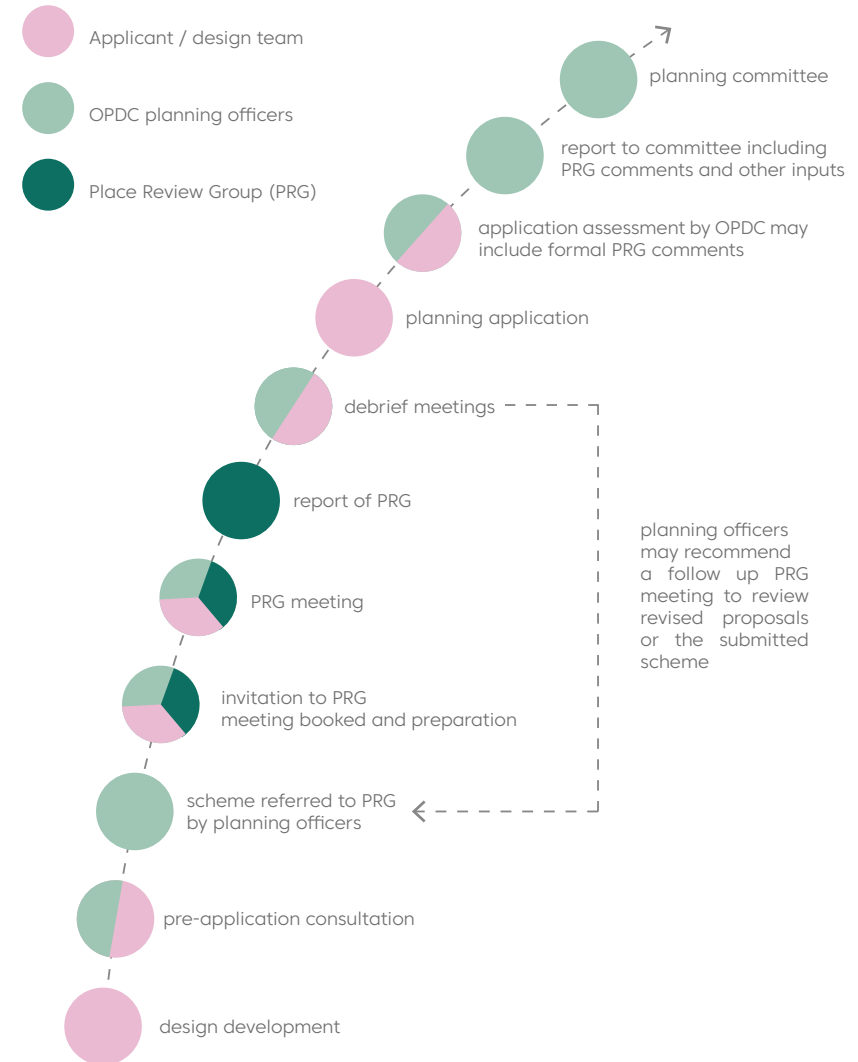 Applicant / design team
OPDC planning officers
Place Review Group (PRG)
planning committee
report to committee including
PRG comments and other inputs
application assessment by OPDC may
include formal PRG comments
planning application
debrief meetings
report of PRG
planning officers
may recommend
a follow up PRG
meeting to review
revised proposals
or the submitted
scheme
PRG meeting
invitation to PRG
meeting booked and preparation
scheme referred to PRG
by planning officers
pre-application consultation
design development